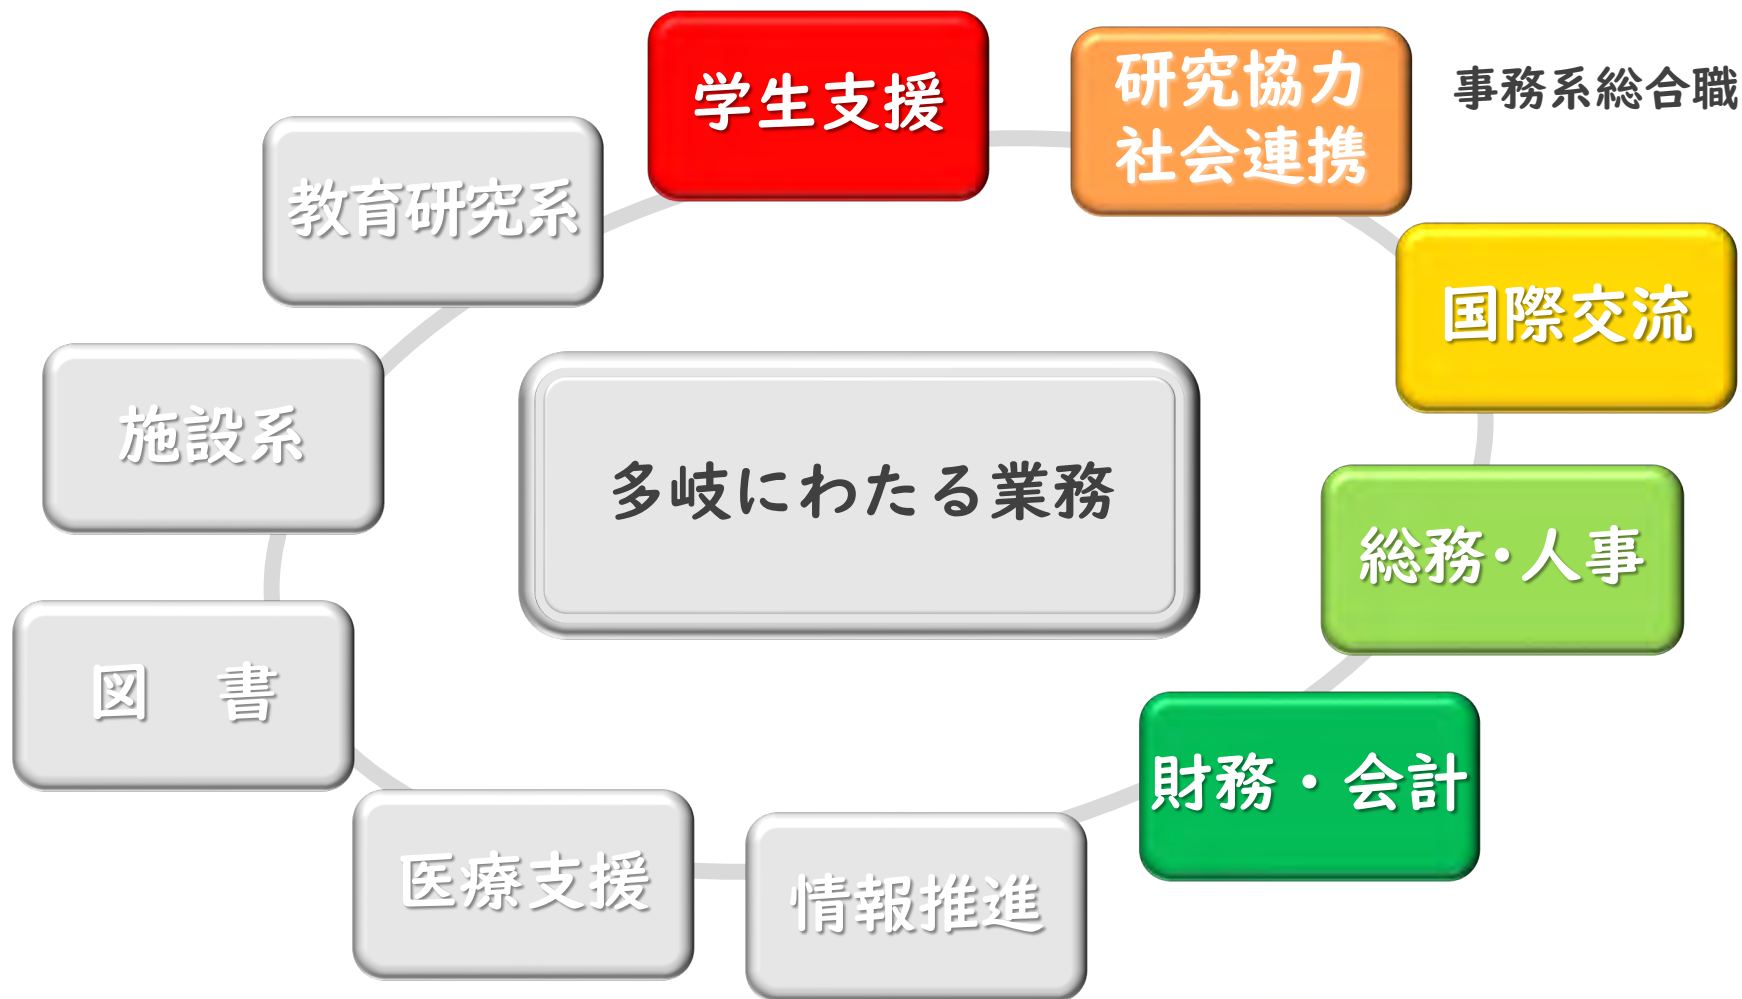 学生支援
研究協力
社会連携
事務系総合職
国際交流
総務・人事
財務・会計
情報推進
医療支援
図　書
施設系
教育研究系
多岐にわたる業務